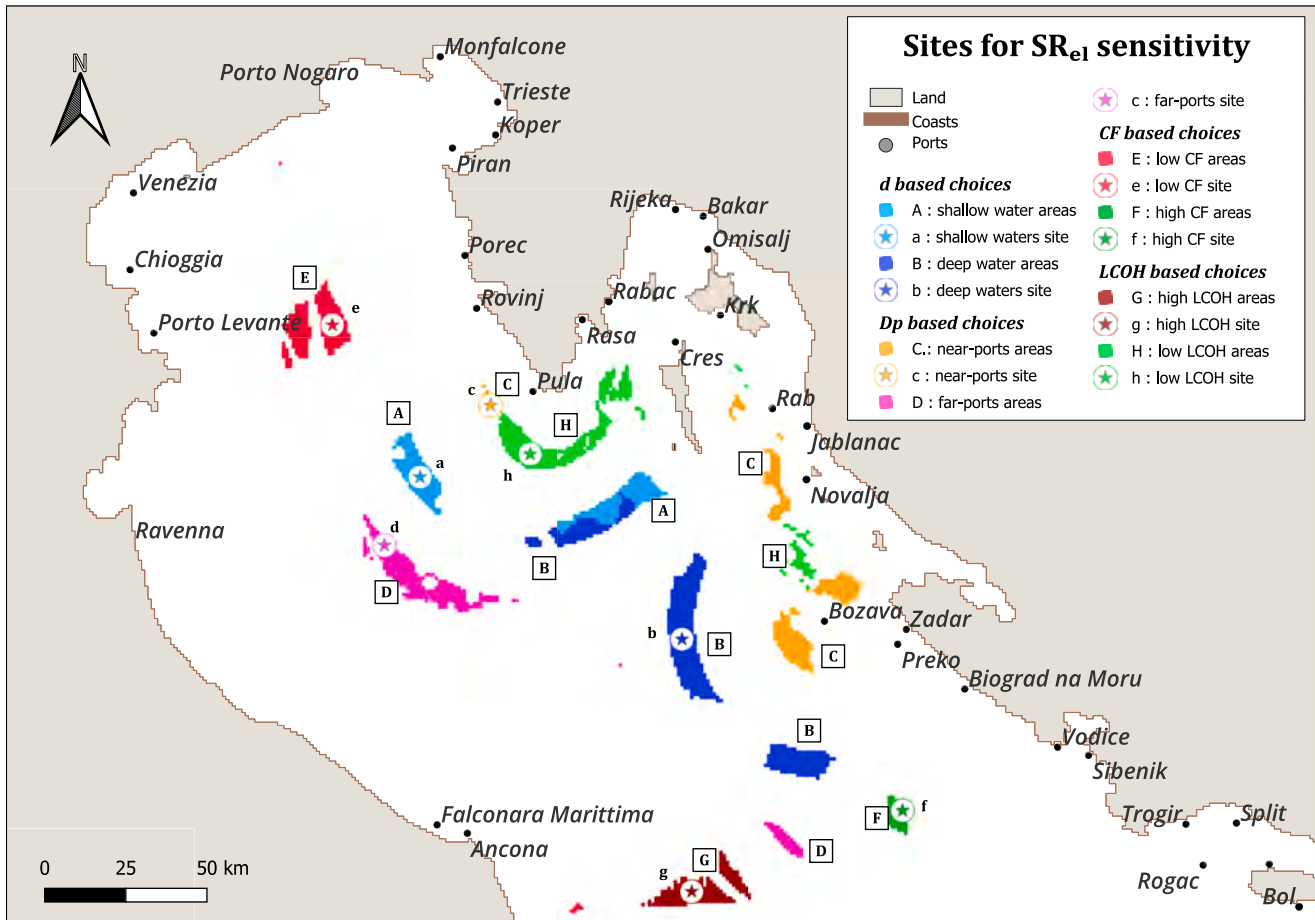 Sites for SRel sensitivity
Land
Coasts
Ports
d based choices
A : shallow water areas
a : shallow waters site
B : deep water areas
b : deep waters site
Dp based choices
C.: near-ports areas
c : near-ports site
D : far-ports areas
c : far-ports site
CF based choices
E : low CF areas
e : low CF site
F : high CF areas
f : high CF site
LCOH based choices
G : high LCOH areas
g : high LCOH site
H : low LCOH areas
h : low LCOH site
N
Monfalcone
Porto Nogaro
Trieste
Koper
Piran
Venezia
Rijeka
Bakar
Omisalj
Porec
Chioggia
E
e
Rovinj
Rabac
Krk
Porto Levante
Rasa
Cres
c
C
Pula
Rab
A
H
Jablanac
a
h
C
Novalja
A
Ravenna
d
B
H
D
Bozava
Zadar
b
B
C
Preko
Biograd na Moru
B
Vodice
Sibenik
Falconara Marittima
F
f
Trogir
Split
Ancona
D
0 25 50 km
g
G
Rogac
Bol